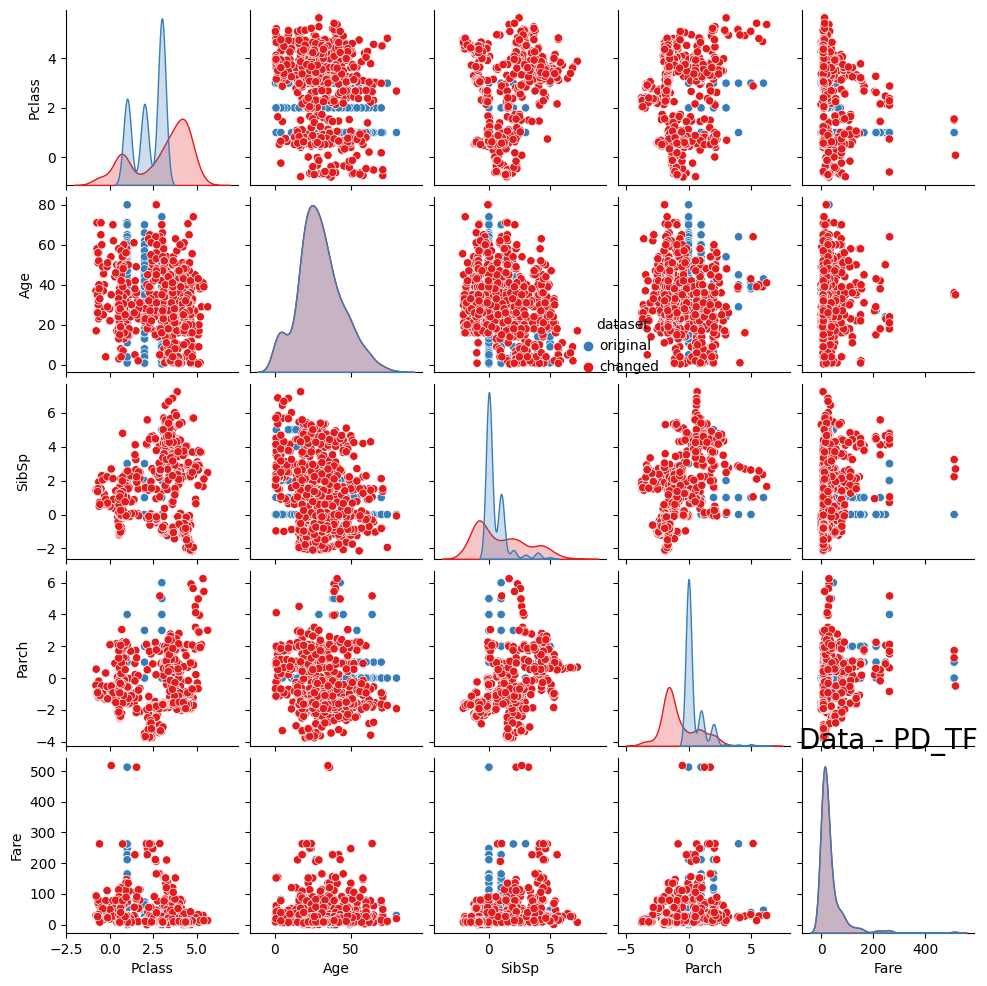 Pclass
4
2
0
Age
80
60
40
20
0
dataset
original
changed
SibSp
6
4
2
0
−2
Parch
6
4
2
0
−2
−4
Data - PD_TF
Fare
500
400
300
200
100
0
−2.5 0.0 2.5 5.0 0 50 0 5 −5 0 5 0 200 400
Pclass Age SibSp Parch Fare